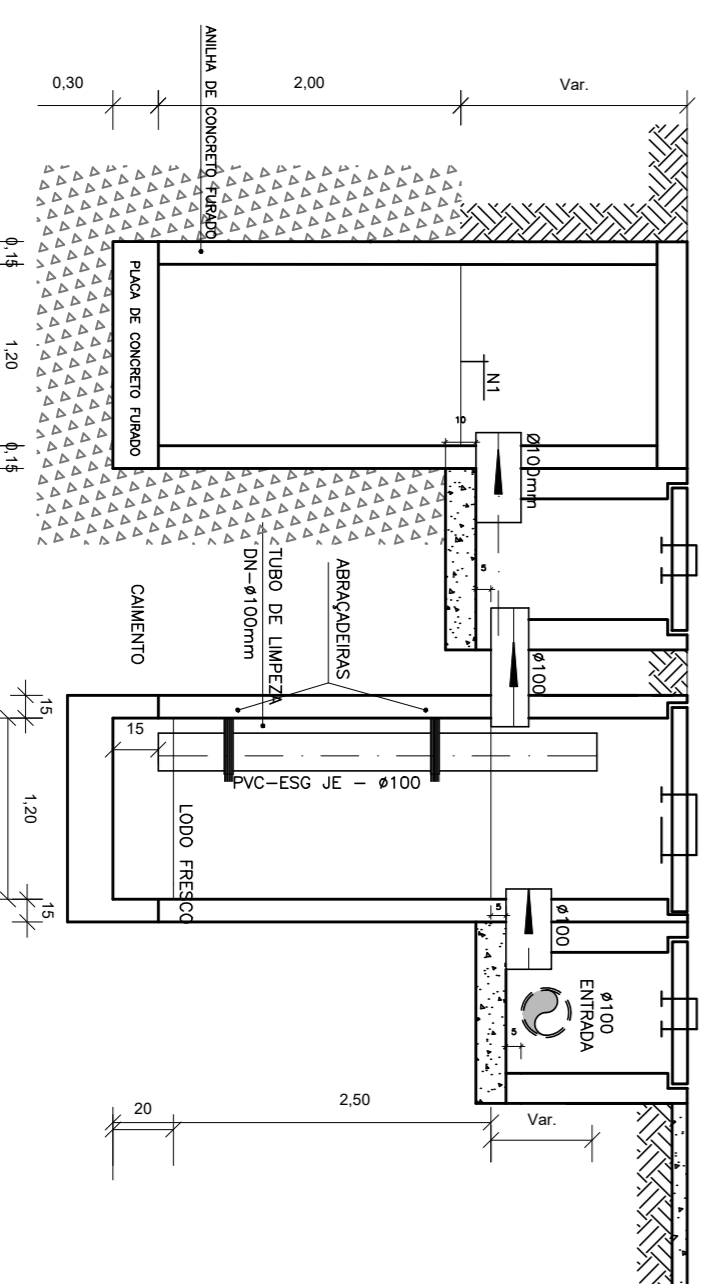 0,30
2,00
Var.
ANILHA DE CONCRETO FURADO
0,15
1,20
0,15
PLACA DE CONCRETO FURADO
N1
10
Ø100mm
5
Ø100
CAIMENTO
TUBO DE LIMPEZA
DN-Ø100mm
ABRAÇADEIRAS
15
1,20
15
15
PVC-ESG JE - Ø100
LODO FRESCO
5
Ø100
Ø100
ENTRADA
5
20
2,50
Var.